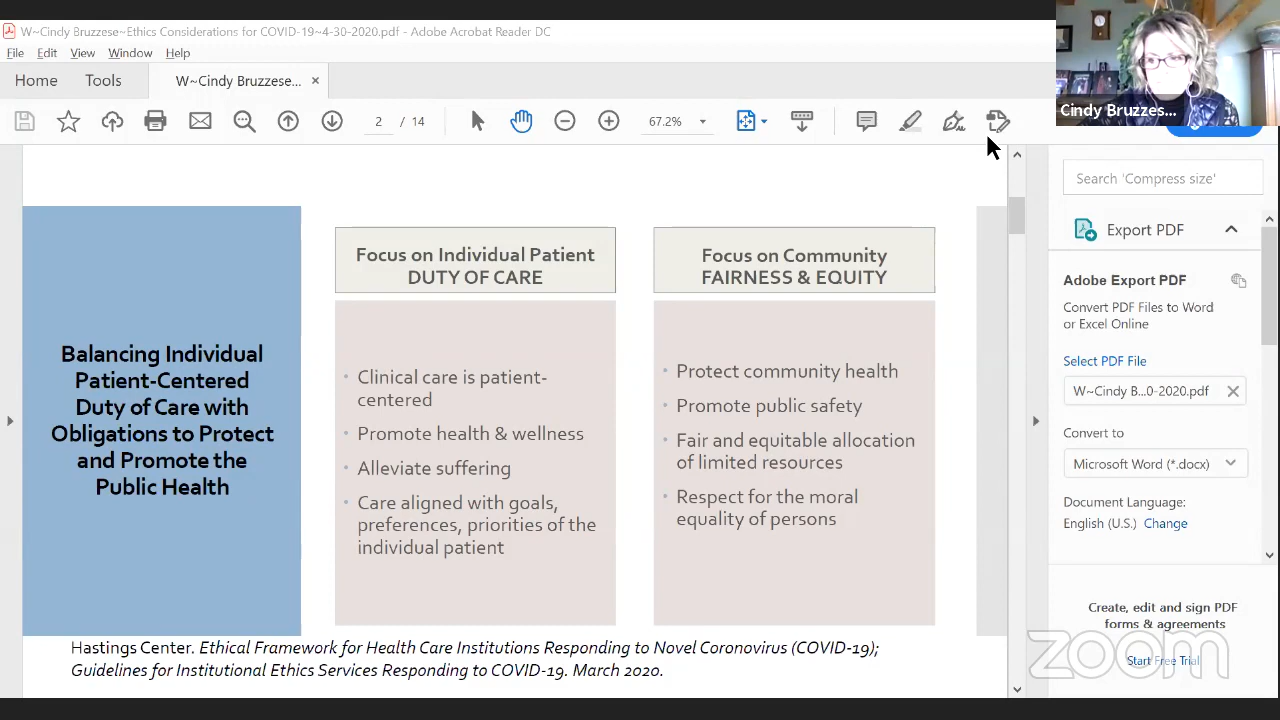 W~Cindy Bruzzese~Ethics Considerations for COVID-19~4-30-2020.pdf - Adobe Acrobat Reader DC
File Edit View Window Help
Home Tools W~Cindy Bruzzese... ×
2 / 14 67.2%
Cindy Bruzzes...
Search 'Compress size'
Export PDF
Adobe Export PDF
Convert PDF Files to Word
or Excel Online
Select PDF File
W~Cindy B...0-2020.pdf
Convert to
Microsoft Word (*.docx)
Document Language:
English (U.S.) Change
Create, edit and sign PDF
forms & agreements
Start Free Trial
zoom
Balancing Individual
Patient-Centered
Duty of Care with
Obligations to Protect
and Promote the
Public Health
Focus on Individual Patient
DUTY OF CARE
• Clinical care is patient-
centered
• Promote health & wellness
• Alleviate suffering
• Care aligned with goals,
preferences, priorities of the
individual patient
Focus on Community
FAIRNESS & EQUITY
• Protect community health
• Promote public safety
• Fair and equitable allocation
of limited resources
• Respect for the moral
equality of persons
Hastings Center. Ethical Framework for Health Care Institutions Responding to Novel Coronovirus (COVID-19);
Guidelines for Institutional Ethics Services Responding to COVID-19. March 2020.